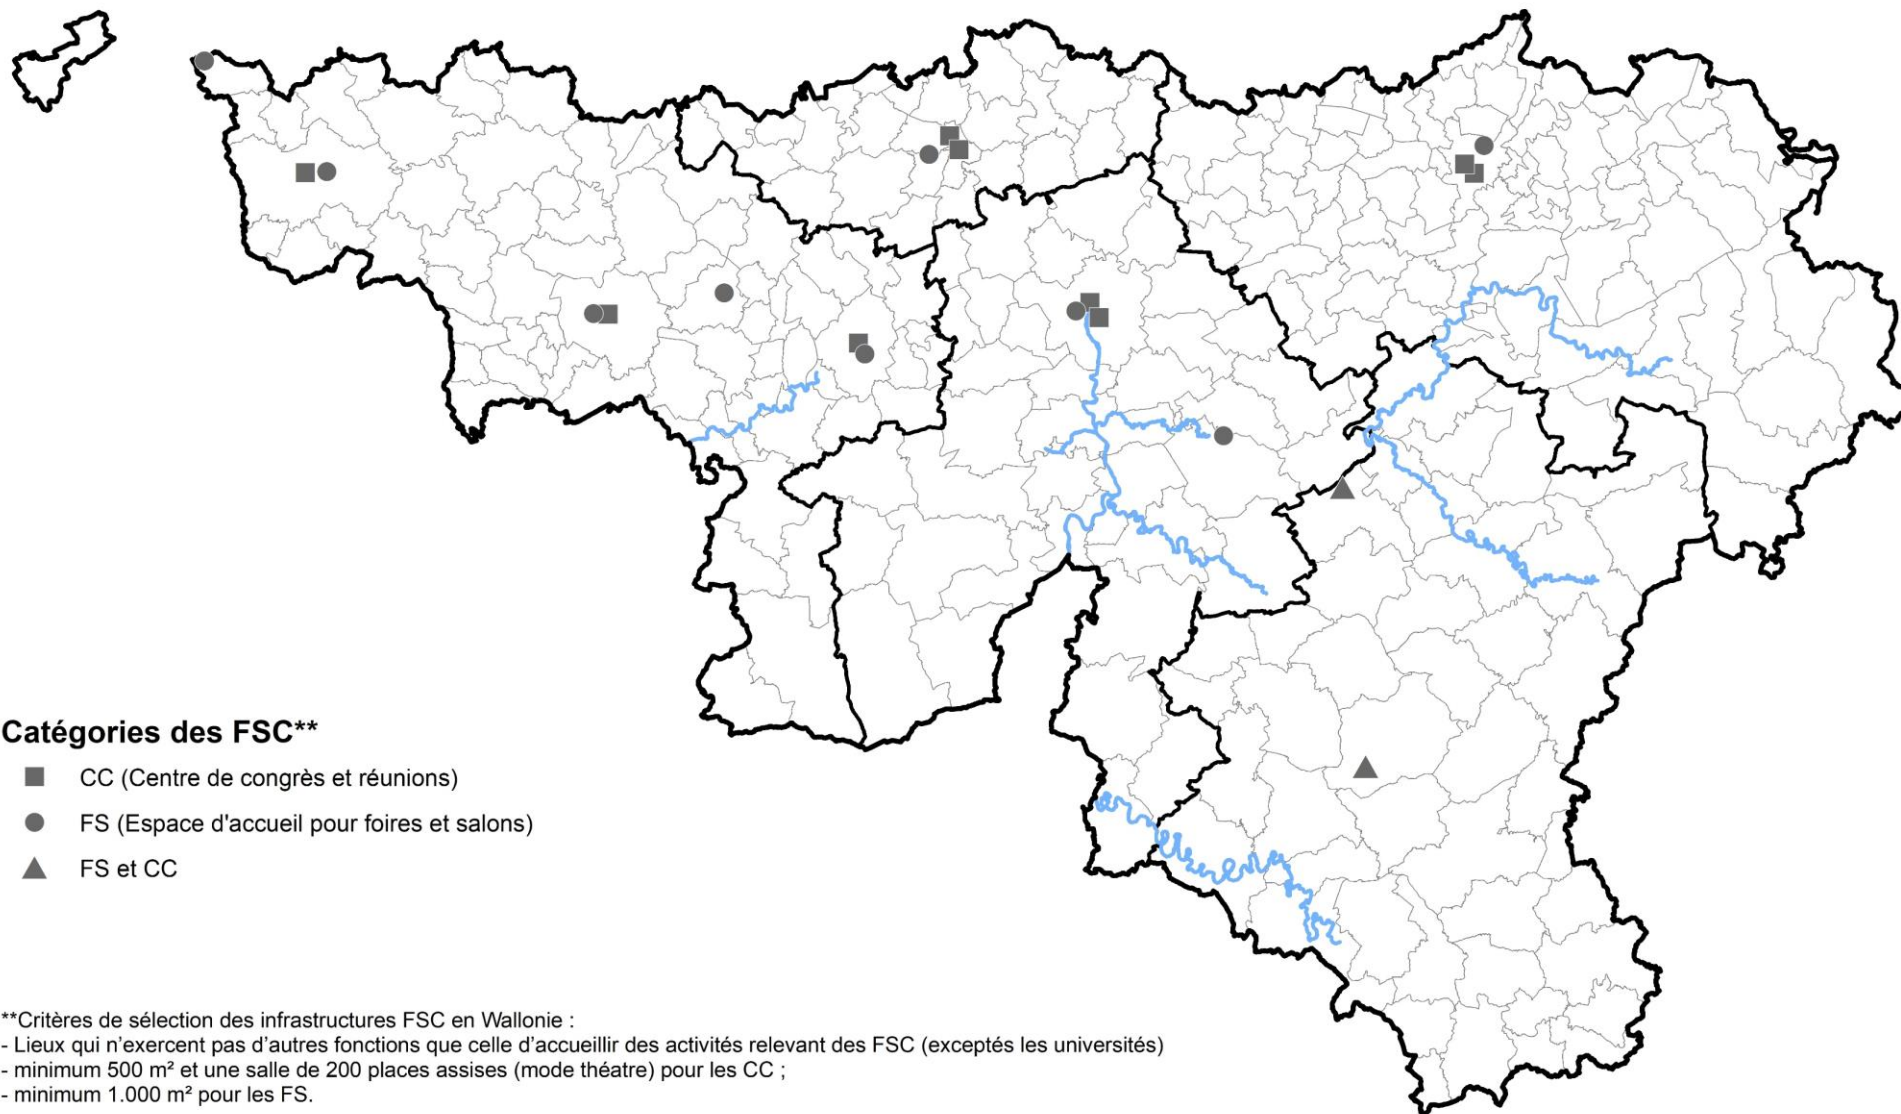 Catégories des FSC**
CC (Centre de congrès et réunions)
FS (Espace d'accueil pour foires et salons)
FS et CC
**Critères de sélection des infrastructures FSC en Wallonie :
- Lieux qui n’exercent pas d’autres fonctions que celle d’accueillir des activités relevant des FSC (exceptés les universités)
- minimum 500 m² et une salle de 200 places assises (mode théatre) pour les CC ;
- minimum 1.000 m² pour les FS.